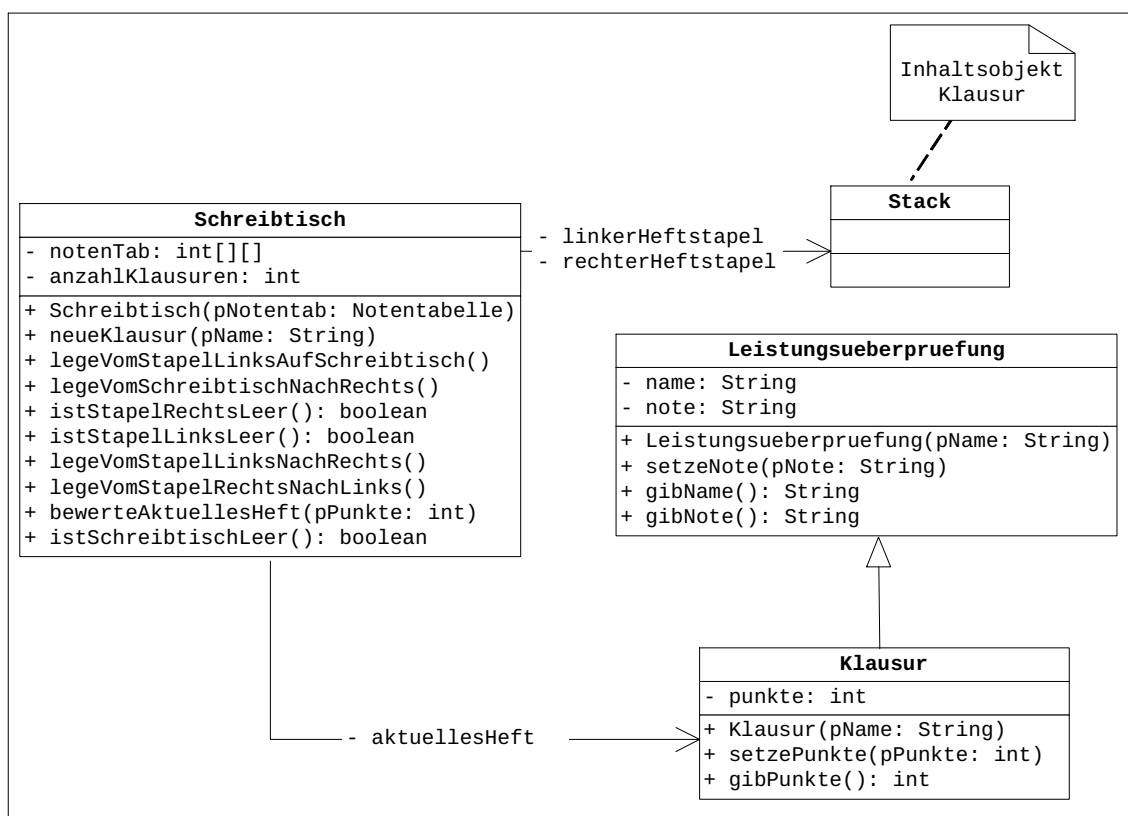 Inhaltsobjekt
Klausur
Stack
Schreibtisch
- notenTab: int[][]
- anzahlKlausuren: int
+ Schreibtisch(pNotentab: Notentabelle)
+ neueKlausur(pName: String)
+ legeVomStapelLinksAufSchreibtisch()
+ legeVomSchreibtischNachRechts()
+ istStapelRechtsLeer(): boolean
+ istStapelLinksLeer(): boolean
+ legeVomStapelLinksNachRechts()
+ legeVomStapelRechtsNachLinks()
+ bewerteAktuellesHeft(pPunkte: int)
+ istSchreibtischLeer(): boolean
- linkerHeftstapel
- rechterHeftstapel
Leistungsueberpruefung
- name: String
- note: String
+ Leistungsueberpruefung(pName: String)
+ setzeNote(pNote: String)
+ gibName(): String
+ gibNote(): String
- aktuellesHeft
Klausur
- punkte: int
+ Klausur(pName: String)
+ setzePunkte(pPunkte: int)
+ gibPunkte(): int